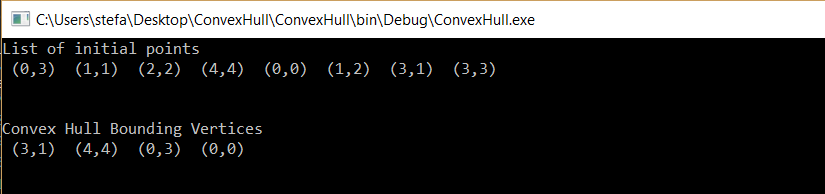 C:\Users\stefa\Desktop\ConvexHull\ConvexHull\bin\Debug\ConvexHull.exe
List of initial points
(0,3) (1,1) (2,2) (4,4) (0,0) (1,2) (3,1) (3,3)
Convex Hull Bounding Vertices
(3,1) (4,4) (0,3) (0,0)